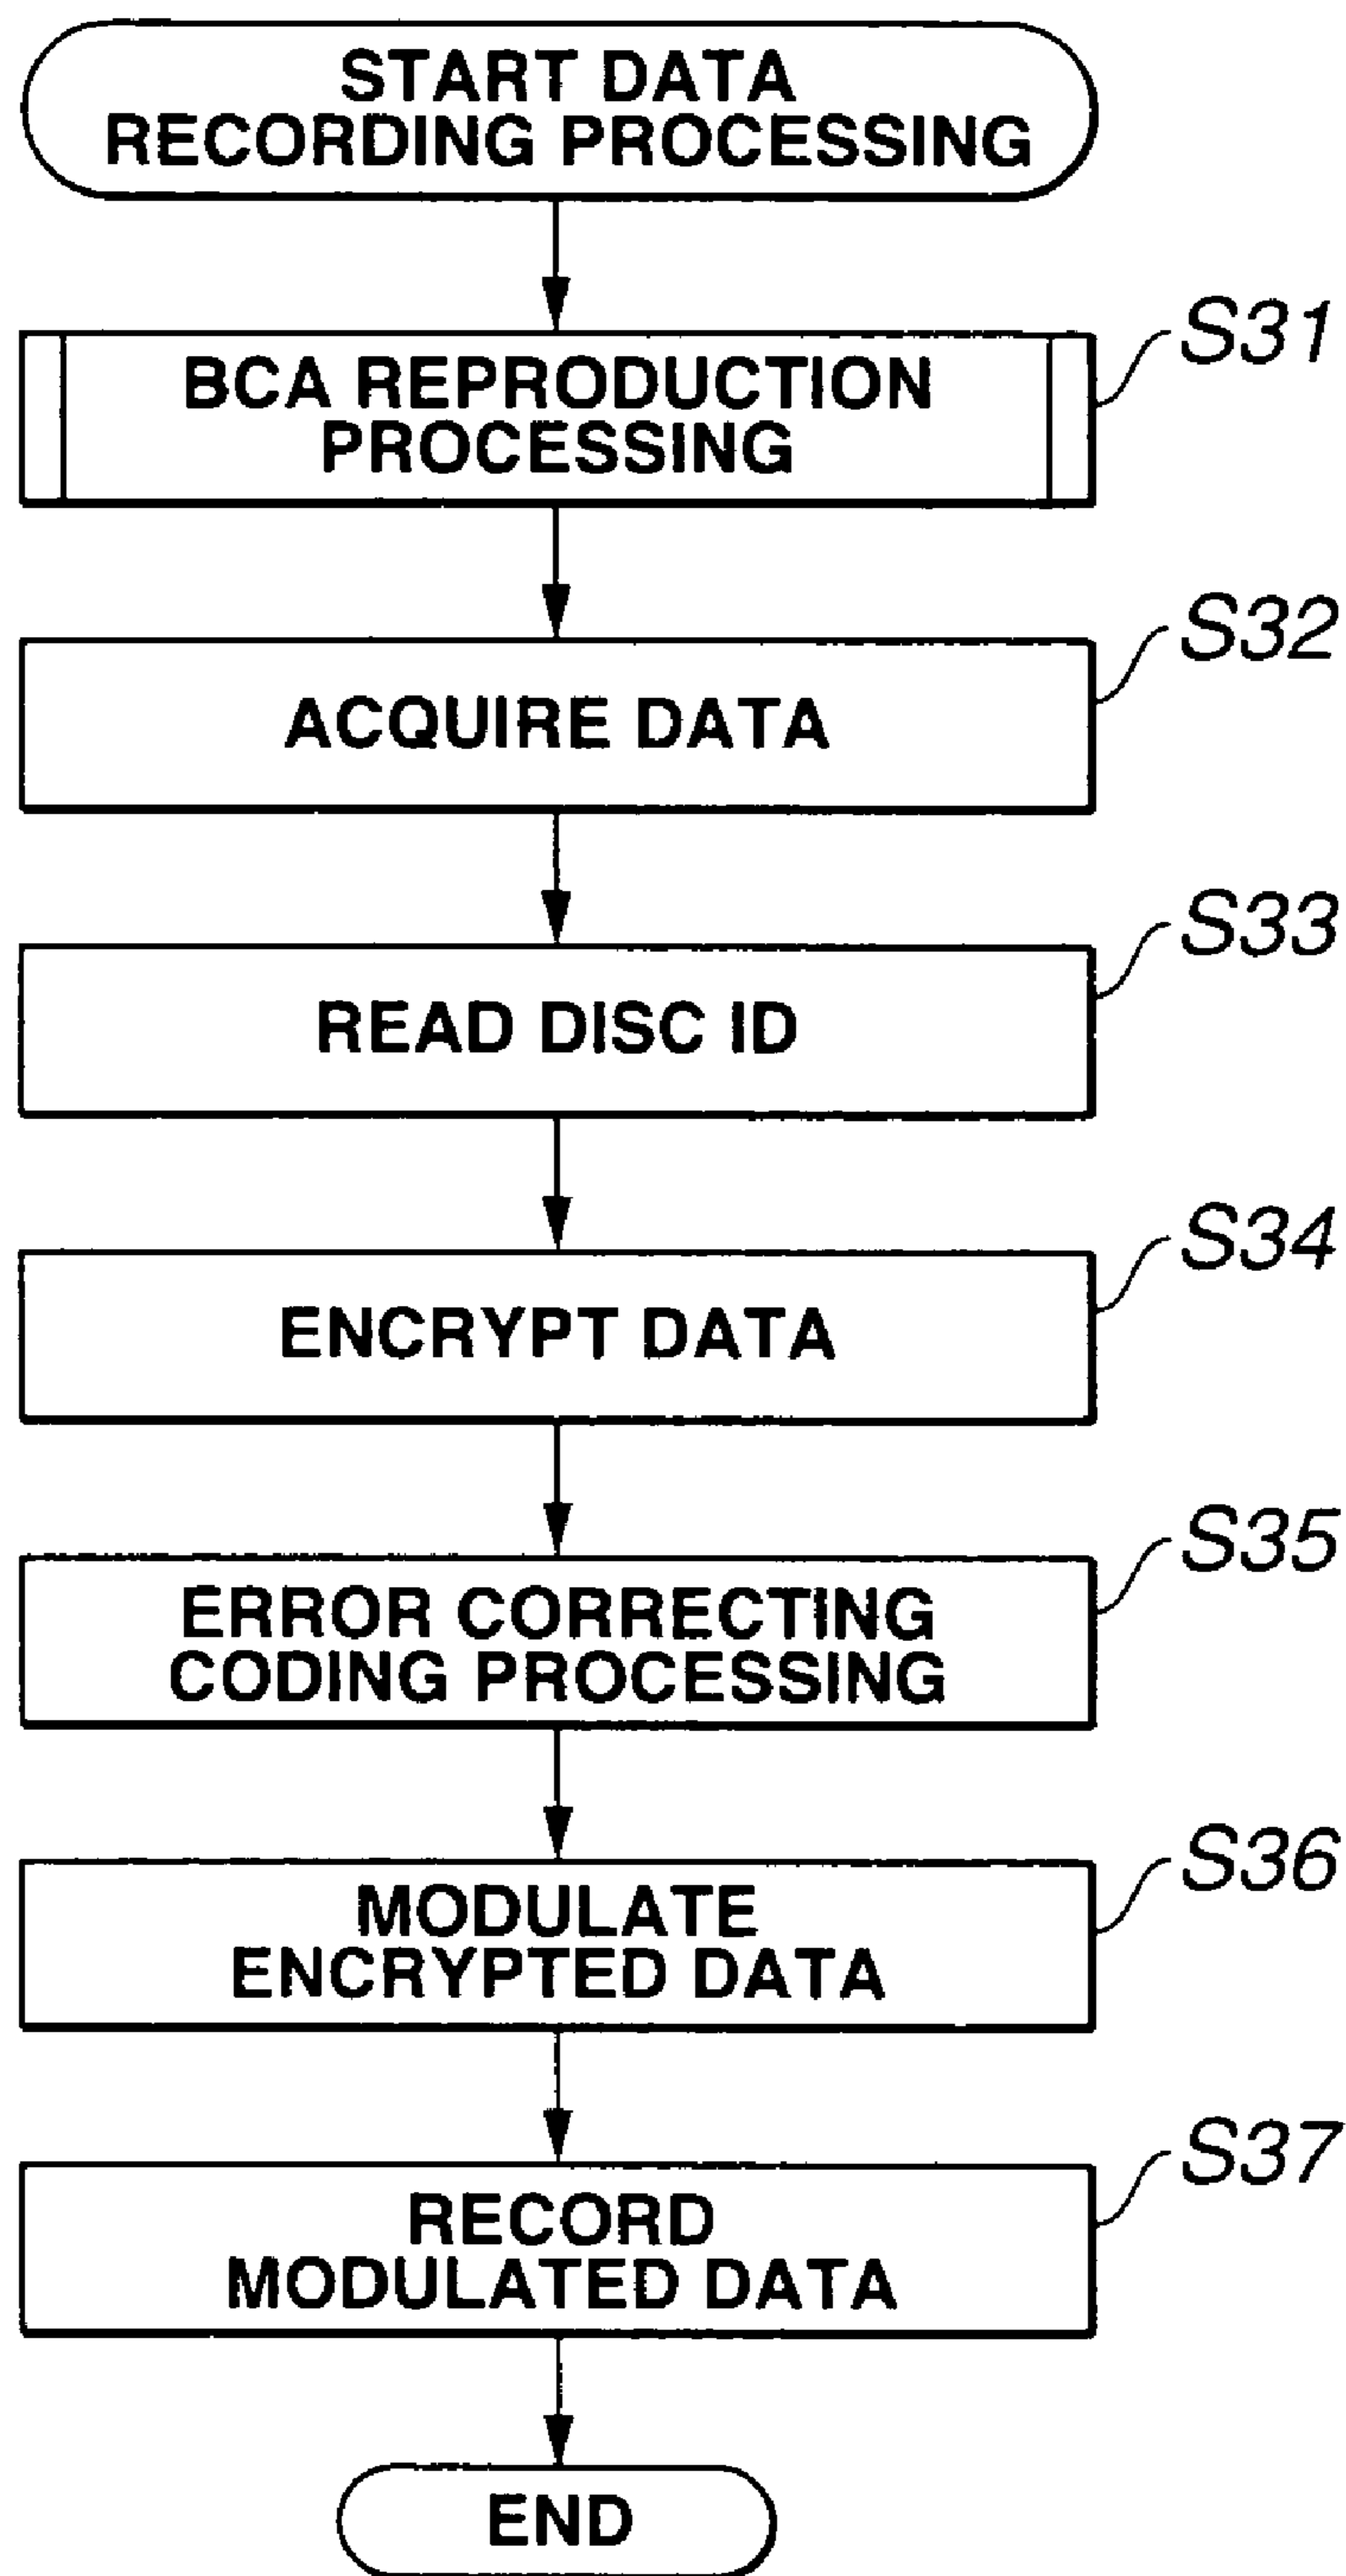 START DATA
RECORDING PROCESSING
S31
BCA REPRODUCTION
PROCESSING
S32
ACQUIRE DATA
S33
READ DISC ID
S34
ENCRYPT DATA
S35
ERROR CORRECTING
CODING PROCESSING
S36
MODULATE
ENCRYPTED DATA
S37
RECORD
MODULATED DATA
END